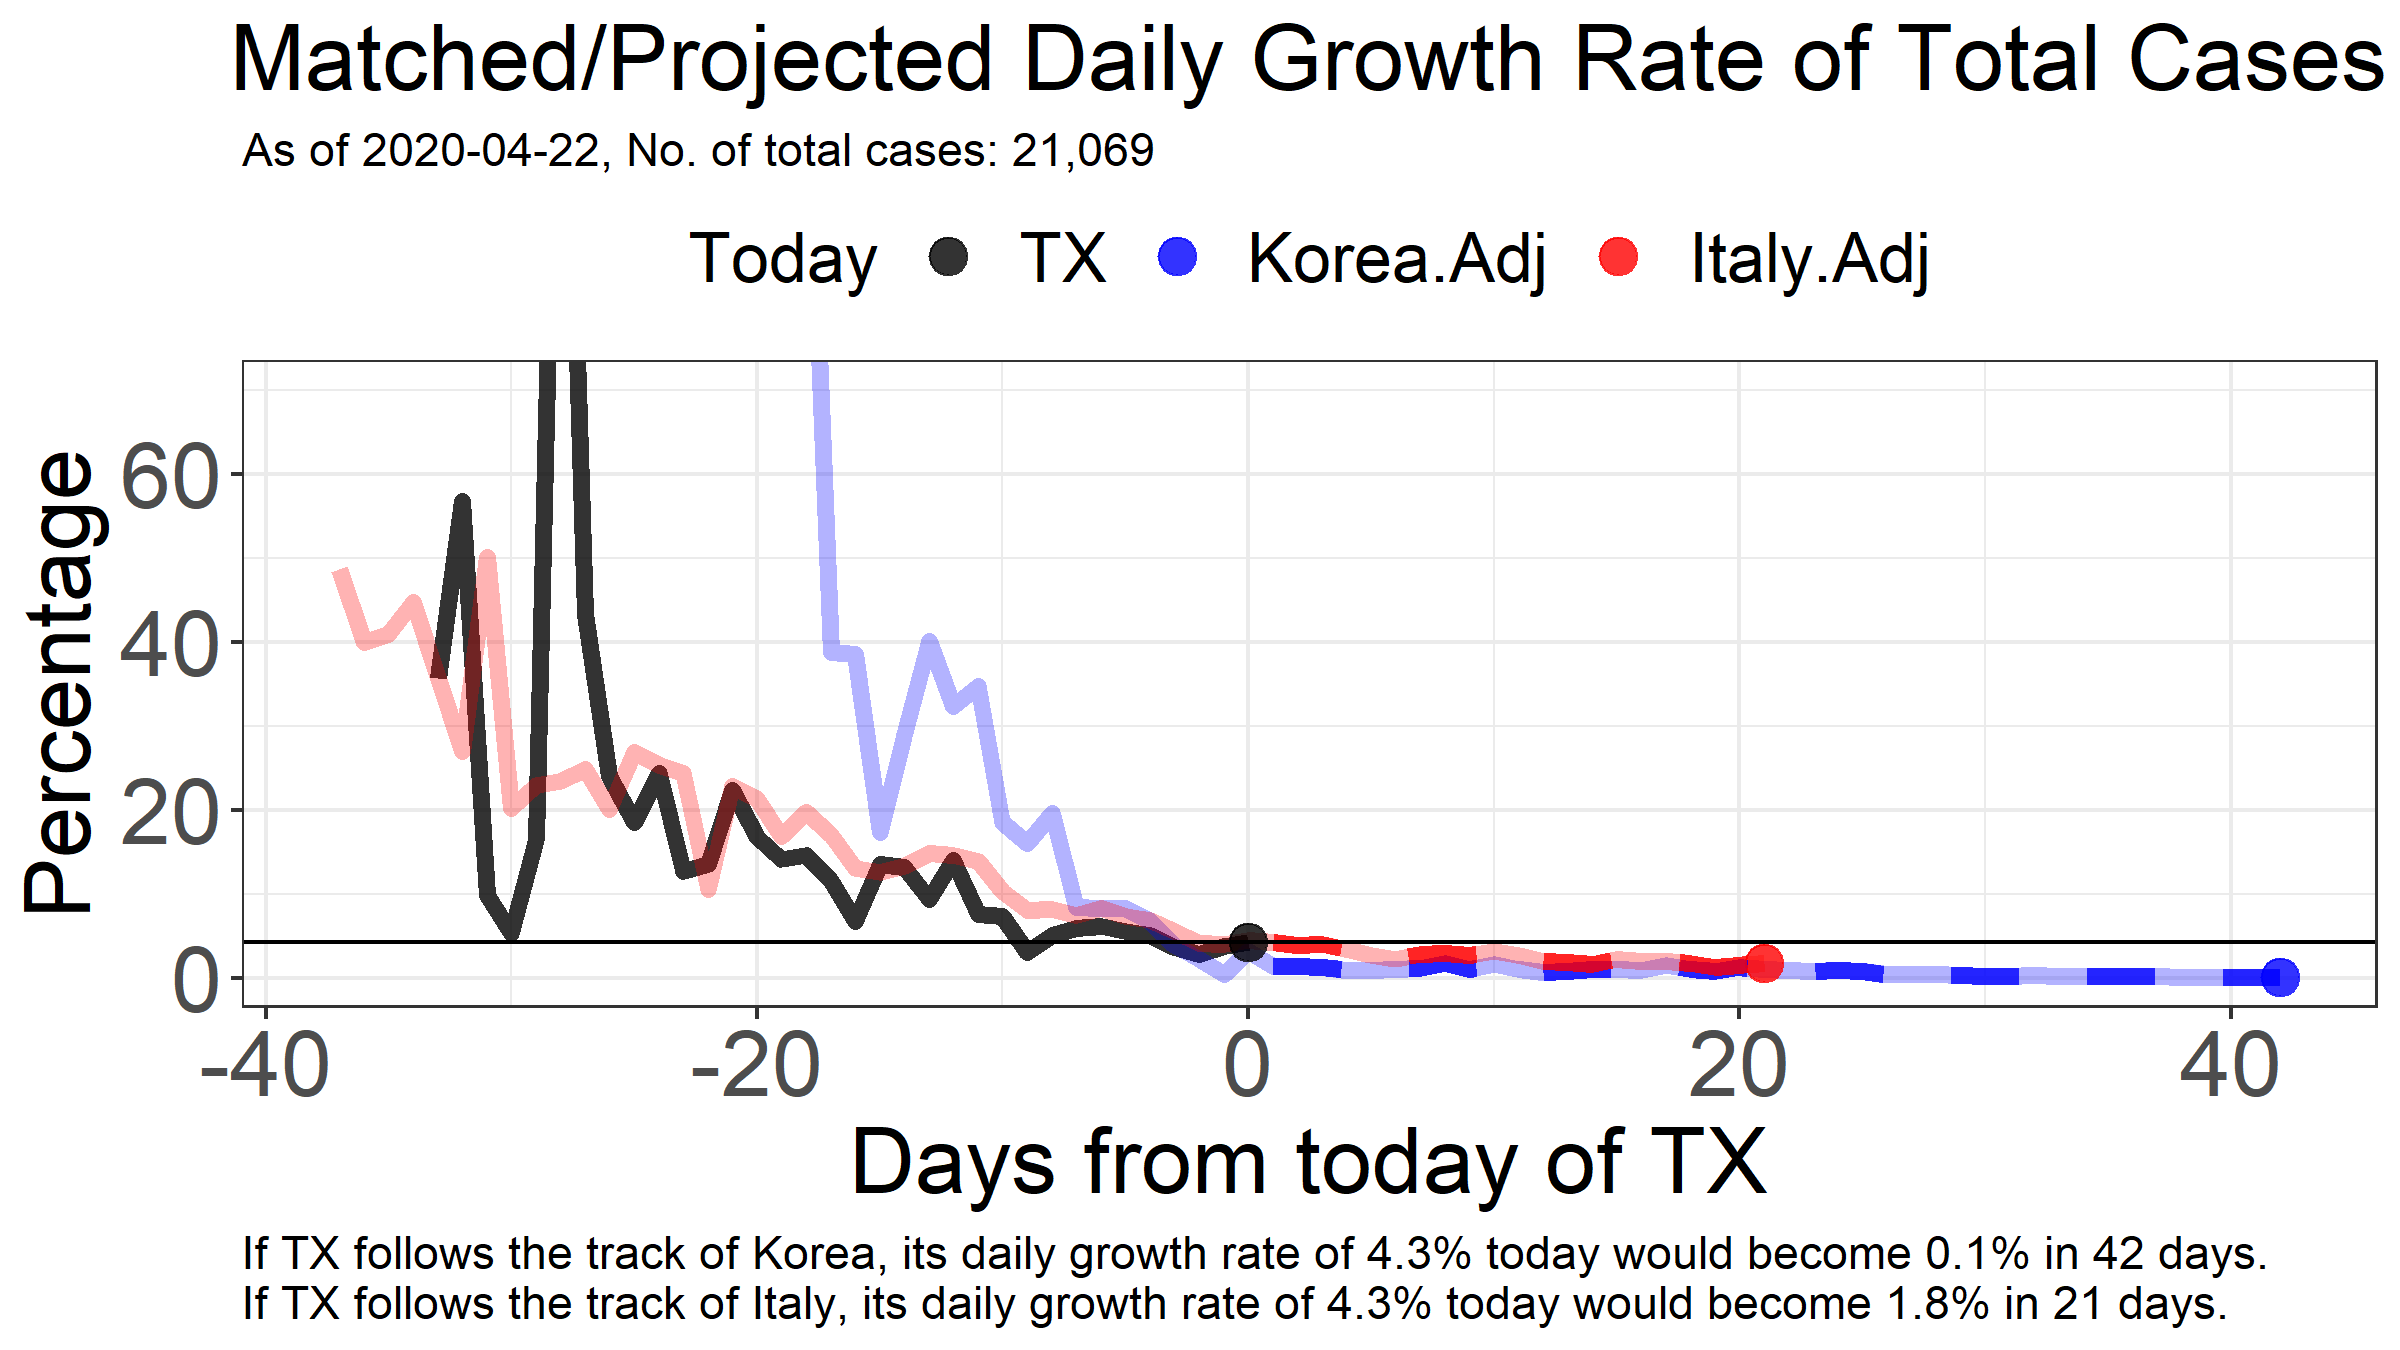 Matched/Projected Daily Growth Rate of Total Cases
As of 2020-04-22, No. of total cases: 21,069
Today TX Korea.Adj Italy.Adj
Percentage
60
40
20
0
-40 -20 0 20 40
Days from today of TX
If TX follows the track of Korea, its daily growth rate of 4.3% today would become 0.1% in 42 days.
If TX follows the track of Italy, its daily growth rate of 4.3% today would become 1.8% in 21 days.